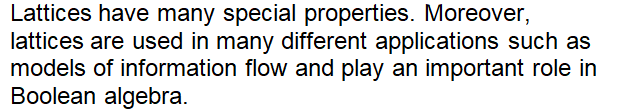 Lattices have many special properties. Moreover,
lattices are used in many different applications such as
models of information flow and play an important role in
Boolean algebra.